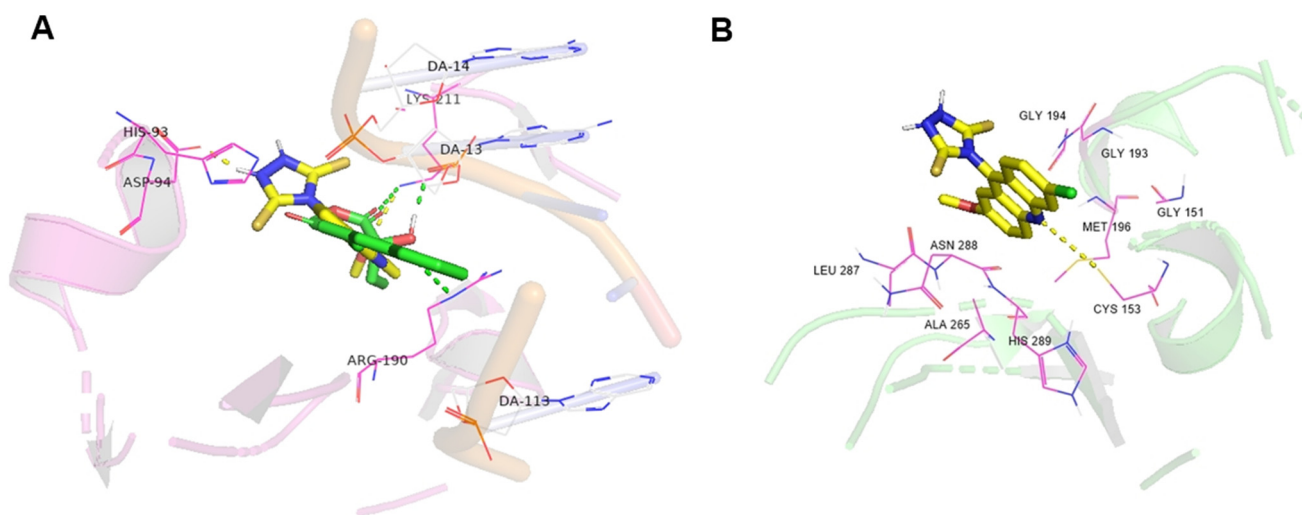 A
B
DA-14
LYS 211
HIS-93
DA-13
ASP-94
ARG-190
DA-113
GLY 194
GLY 193
MET 196
GLY 151
ASN 288
LEU 287
CYS 153
ALA 265
HIS 289